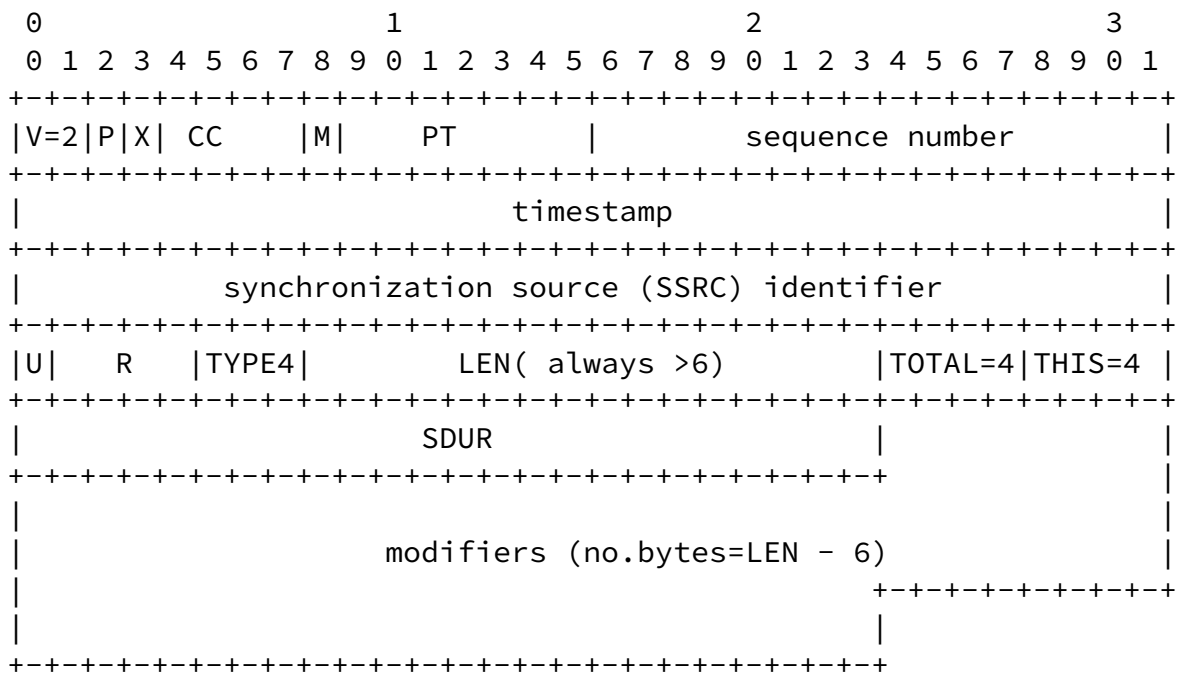 0                   1                   2                   3
 0 1 2 3 4 5 6 7 8 9 0 1 2 3 4 5 6 7 8 9 0 1 2 3 4 5 6 7 8 9 0 1
+-+-+-+-+-+-+-+-+-+-+-+-+-+-+-+-+-+-+-+-+-+-+-+-+-+-+-+-+-+-+-+-+
|V=2|P|X| CC    |M|    PT       |        sequence number        |
+-+-+-+-+-+-+-+-+-+-+-+-+-+-+-+-+-+-+-+-+-+-+-+-+-+-+-+-+-+-+-+-+
|                           timestamp                           |
+-+-+-+-+-+-+-+-+-+-+-+-+-+-+-+-+-+-+-+-+-+-+-+-+-+-+-+-+-+-+-+-+
|           synchronization source (SSRC) identifier            |
+-+-+-+-+-+-+-+-+-+-+-+-+-+-+-+-+-+-+-+-+-+-+-+-+-+-+-+-+-+-+-+-+
|U|   R   |TYPE4|        LEN( always >6)        |TOTAL=4|THIS=4 |
+-+-+-+-+-+-+-+-+-+-+-+-+-+-+-+-+-+-+-+-+-+-+-+-+-+-+-+-+-+-+-+-+
|                      SDUR                     |               |
+-+-+-+-+-+-+-+-+-+-+-+-+-+-+-+-+-+-+-+-+-+-+-+-+               |
|                                                               |
|                    modifiers (no.bytes=LEN - 6)               |
|                                               +-+-+-+-+-+-+-+-+
|                                               |
+-+-+-+-+-+-+-+-+-+-+-+-+-+-+-+-+-+-+-+-+-+-+-+-+